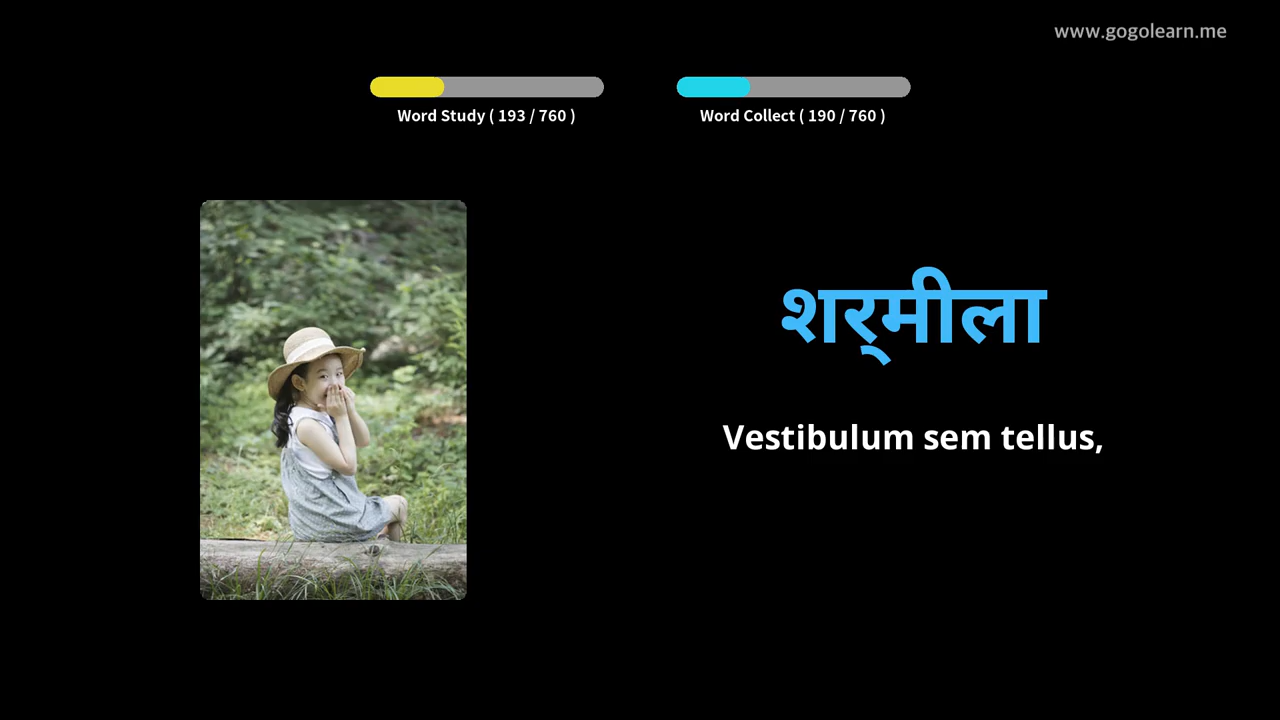 www.gogolearn.me
Word Study ( 193 / 760 )
Word Collect ( 190 / 760 )
शर्‌मीला
Vestibulum sem tellus,